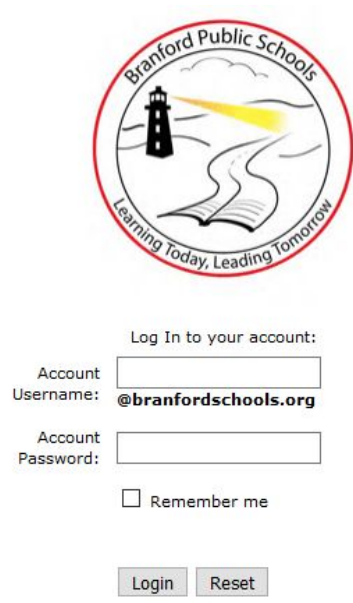 Branford Public Schools
Learning Today, Leading Tomorrow
Log In to your account:
Account
Username:
@branfordschools.org
Account
Password:
Remember me
Login Reset